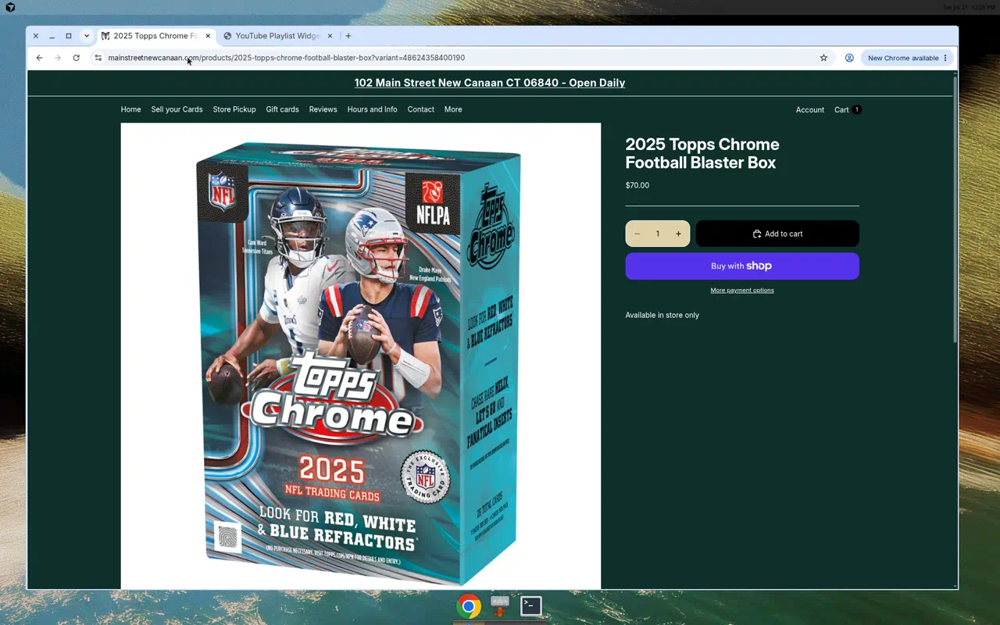 Tue Jul 21 12:25 PM
2025 Topps Chrome Fo
YouTube Playlist Widge
mainstreetnewcanaan.com/products/2025-topps-chrome-football-blaster-box?variant=48624358400190
New Chrome available
102 Main Street New Canaan CT 06840 - Open Daily
Home Sell your Cards Store Pickup Gift cards Reviews Hours and Info Contact More
Account Cart 1
2025 Topps Chrome
Football Blaster Box
$70.00
1
Add to cart
Buy with shop
More payment options
Available in store only
NFL
NFLPA
Cam Ward
Tennessee Titans
Drake Maye
New England Patriots
Topps
Chrome
2025
NFL TRADING CARDS
THE EXCLUSIVE
NFL
TRADING CARD
LOOK FOR RED, WHITE
& BLUE REFRACTORS
(NO PURCHASE NECESSARY. VISIT TOPPS.COM/NPN FOR DETAILS AND ENTRY.)
Topps
Chrome
LOOK FOR RED, WHITE
& BLUE REFRACTORS
CHASE RARE HELIX,
LET'S GO AND
FANATICAL INSERTS
28 TOTAL CARDS